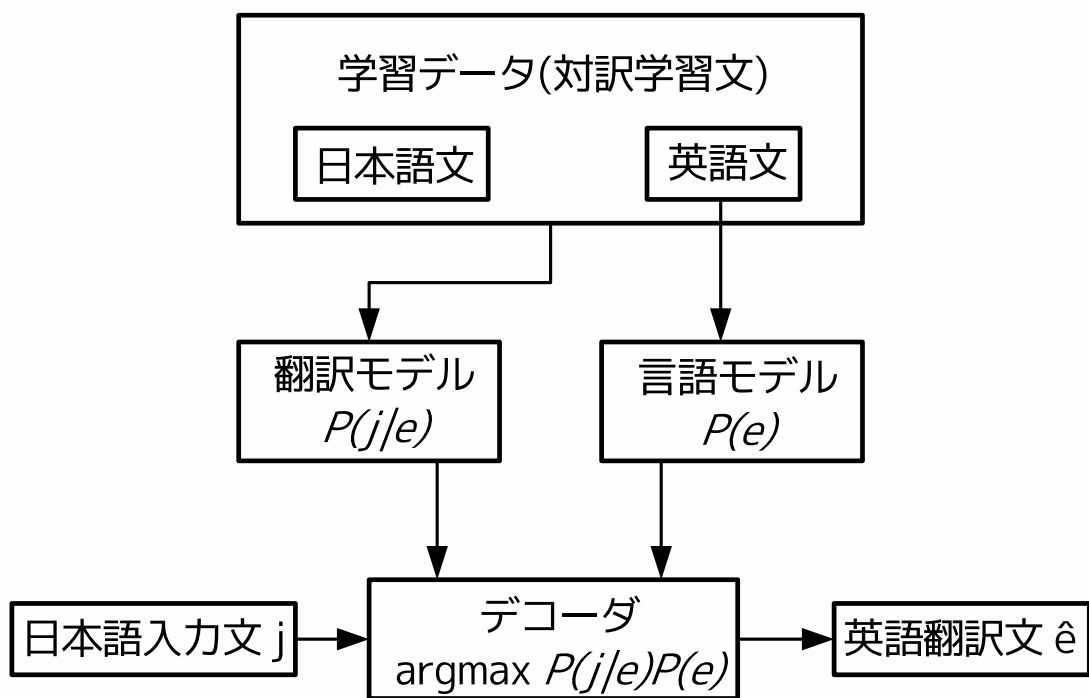 学習データ(対訳学習文)
日本語文
英語文
翻訳モデル
P(j|e)
言語モデル
P(e)
日本語入力文 j
デコーダ
argmax P(j|e)P(e)
英語翻訳文 ê